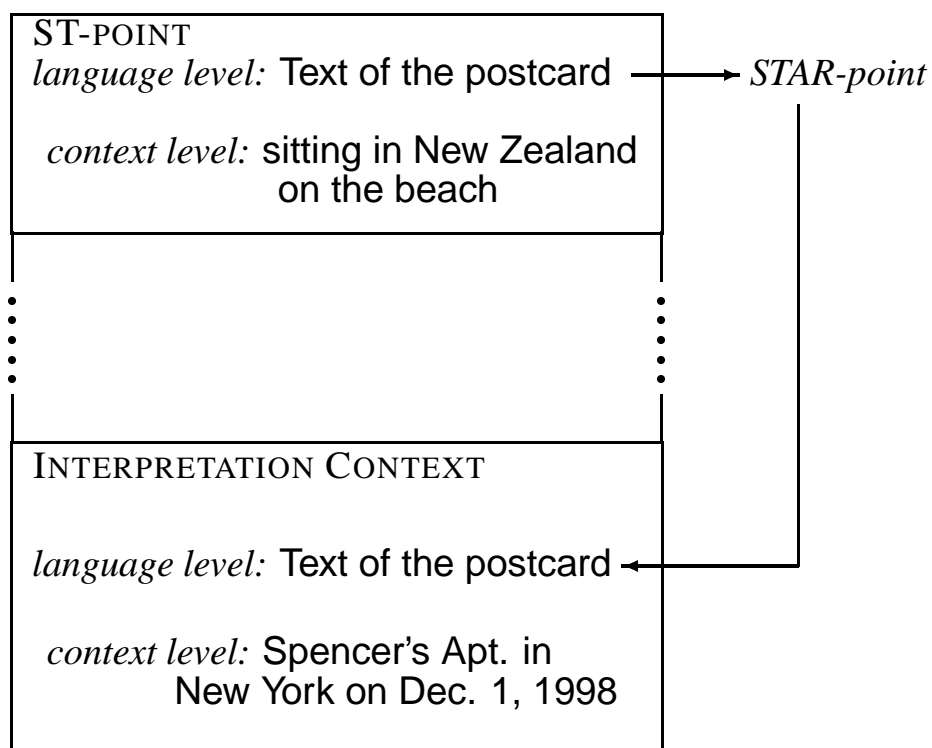 ST-POINT
language level: Text of the postcard
STAR-point
context level: sitting in New Zealand
on the beach
INTERPRETATION CONTEXT
language level: Text of the postcard
context level: Spencer's Apt. in
New York on Dec. 1, 1998